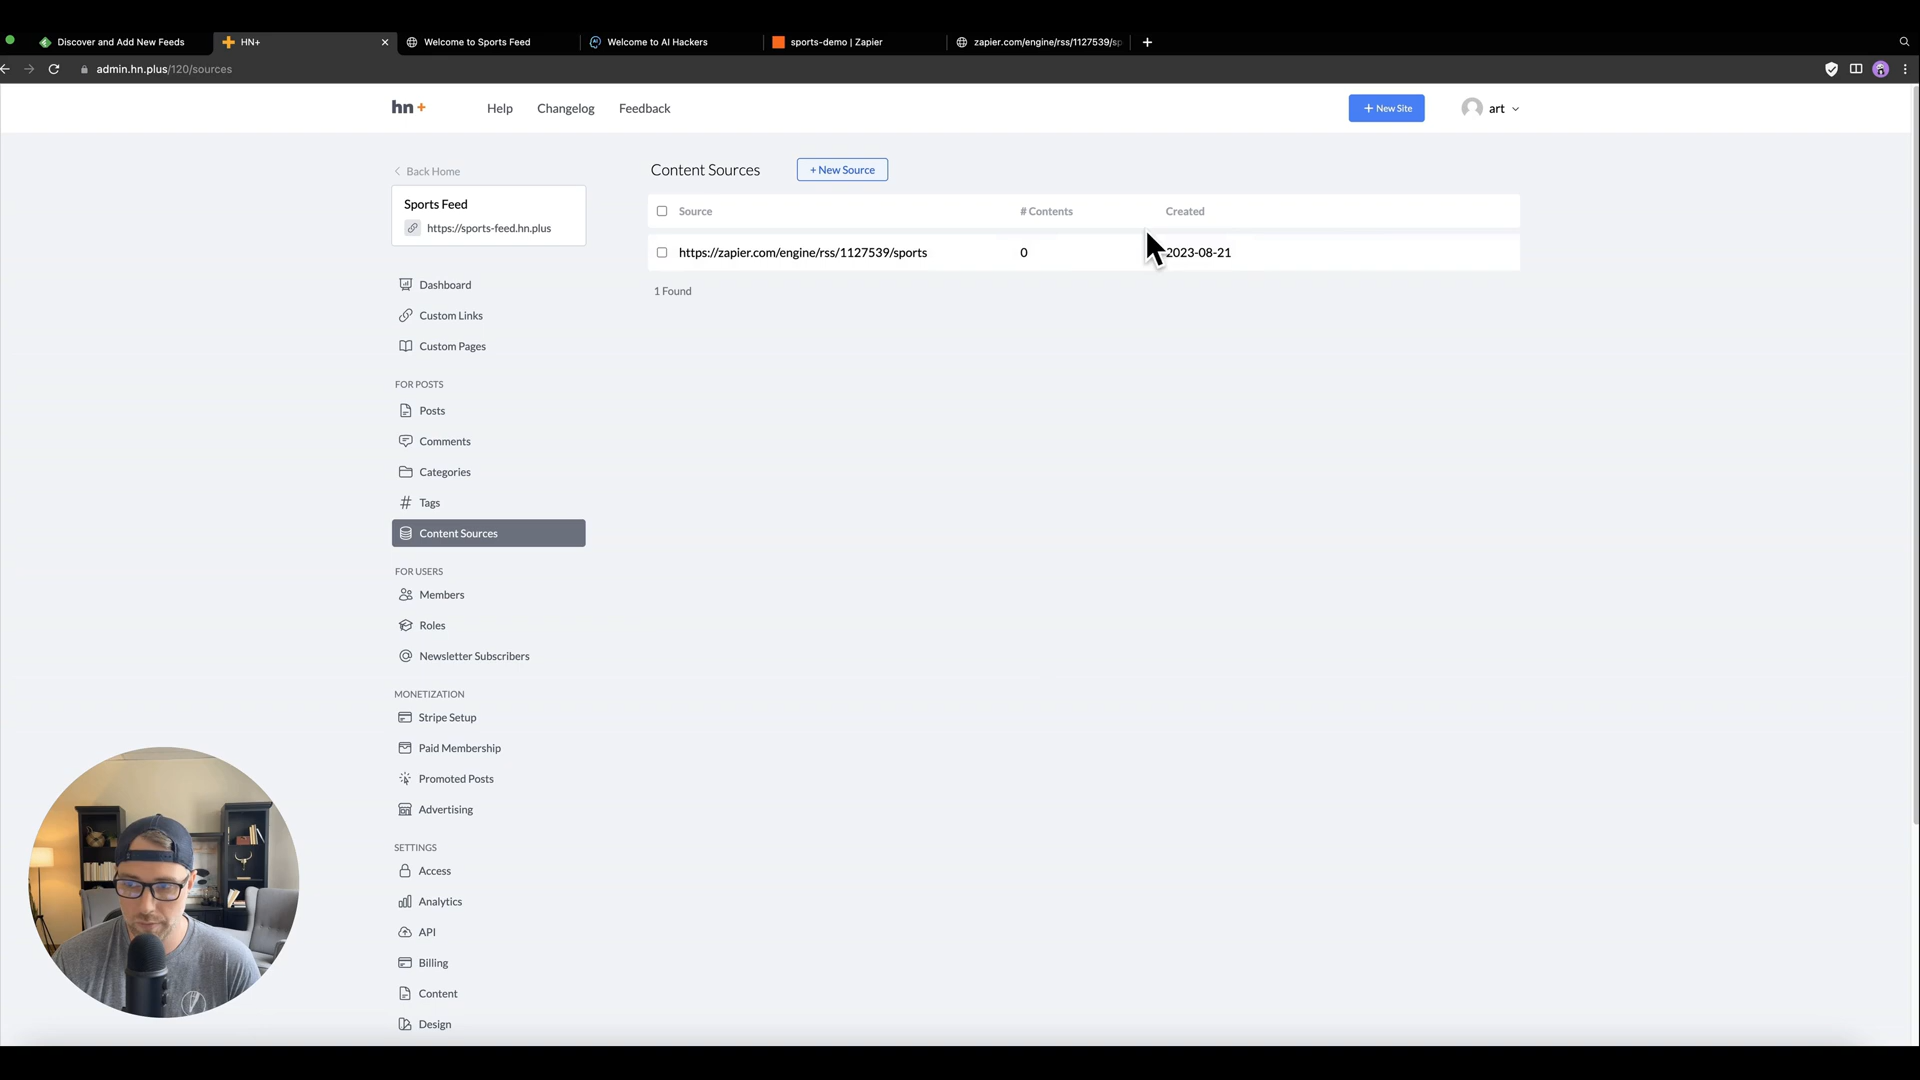 Discover and Add New Feeds
HN+
Welcome to Sports Feed
Welcome to AI Hackers
sports-demo | Zapier
zapier.com/engine/rss/1127539/sp
admin.hn.plus/120/sources
hn +
Help
Changelog
Feedback
+ New Site
art
Back Home
Sports Feed
https://sports-feed.hn.plus
Dashboard
Custom Links
Custom Pages
FOR POSTS
Posts
Comments
Categories
Tags
Content Sources
FOR USERS
Members
Roles
Newsletter Subscribers
MONETIZATION
Stripe Setup
Paid Membership
Promoted Posts
Advertising
SETTINGS
Access
Analytics
API
Billing
Content
Design
Content Sources
+ New Source
Source # Contents Created
https://zapier.com/engine/rss/1127539/sports 0 2023-08-21
1 Found